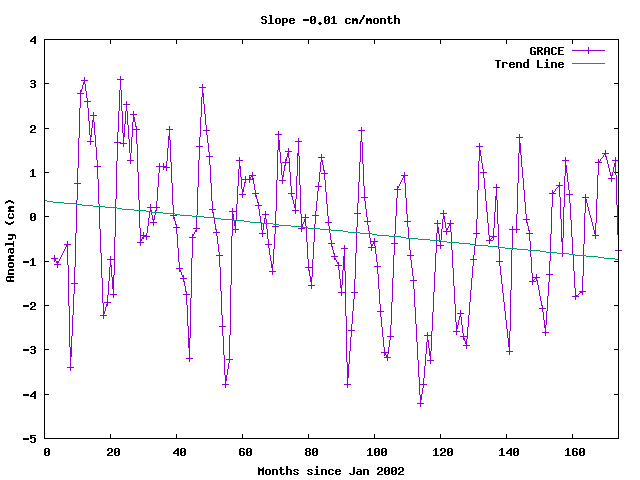 Slope -0.01 cm/month
GRACE
Trend Line
4
3
2
1
0
-1
-2
-3
-4
-5
Anomaly (cm)
0 20 40 60 80 100 120 140 160
Months since Jan 2002